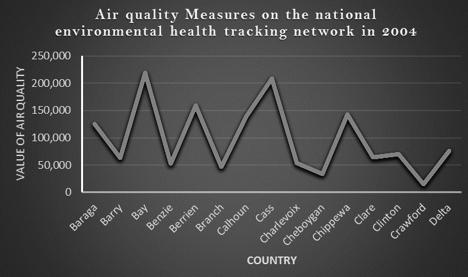 Air quality Measures on the national
environmental health tracking network in 2004
VALUE OF AIR QUALITY
250,000
200,000
150,000
100,000
50,000
0
Baraga
Barry
Bay
Benzie
Berrien
Branch
Calhoun
Cass
Charlevoix
Cheboygan
Chippewa
Clare
Clinton
Crawford
Delta
COUNTRY